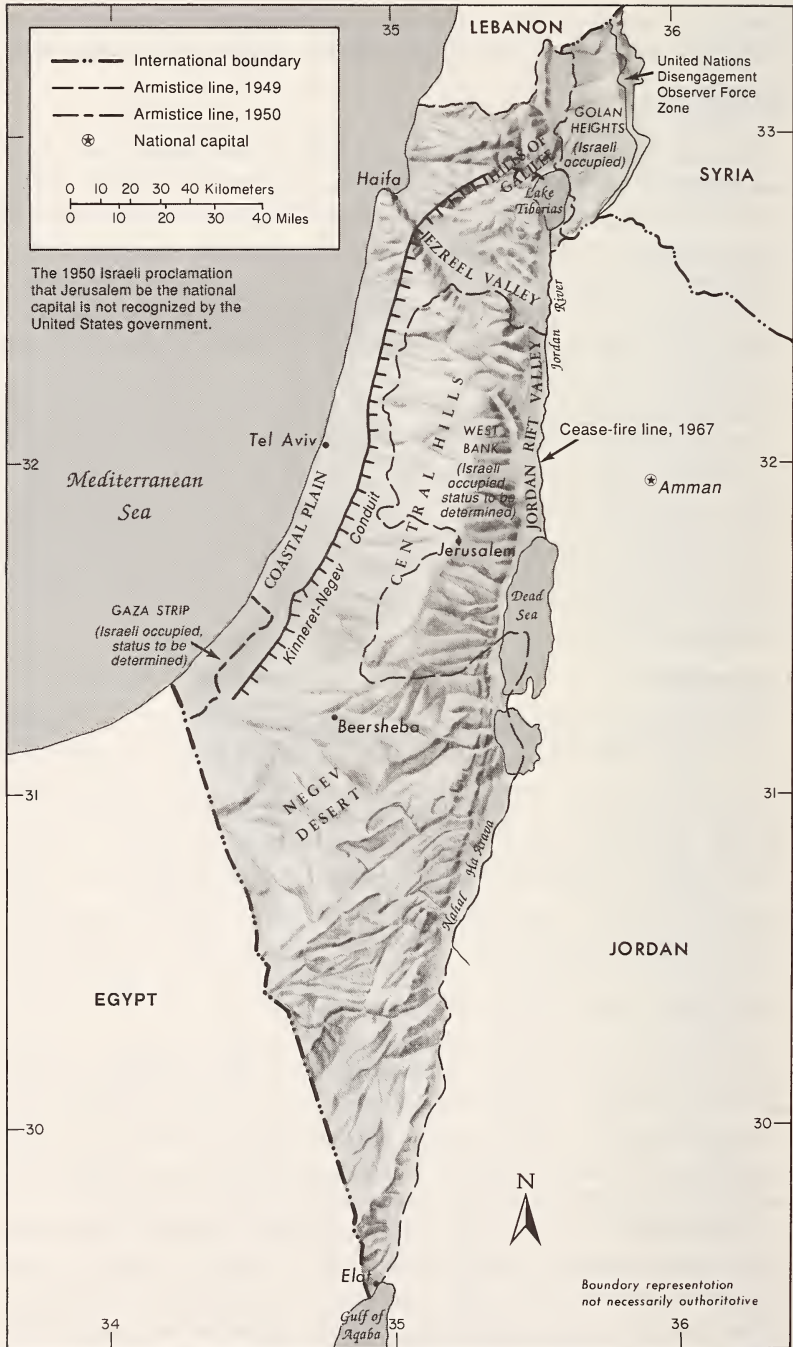 35
36
LEBANON
International boundary
Armistice line, 1949
Armistice line, 1950
National capital
0 10 20 30 40 Kilometers
0 10 20 30 40 Miles
The 1950 Israeli proclamation
that Jerusalem be the national
capital is not recognized by the
United States government.
United Nations
Disengagement
Observer Force
Zone
GOLAN
HEIGHTS
(Israeli
occupied)
33
SYRIA
HILLS OF
GALILEE
Haifa
Lake
Tiberias
JEZREEL VALLEY
Jordan River
JORDAN RIFT VALLEY
Cease-fire line, 1967
CENTRAL HILLS
WEST
BANK
(Israeli
occupied,
status to be
determined)
Tel Aviv
32
32
Mediterranean
Sea
Amman
COASTAL PLAIN
Kinneret-Negev Conduit
Jerusalem
Dead
Sea
GAZA STRIP
(Israeli occupied,
status to be
determined)
Beersheba
31
31
NEGEV
DESERT
Nahal Ha Arava
JORDAN
EGYPT
30
30
N
Elat
Gulf of
Aqaba
Boundary representation
not necessarily authoritative
34
35
36